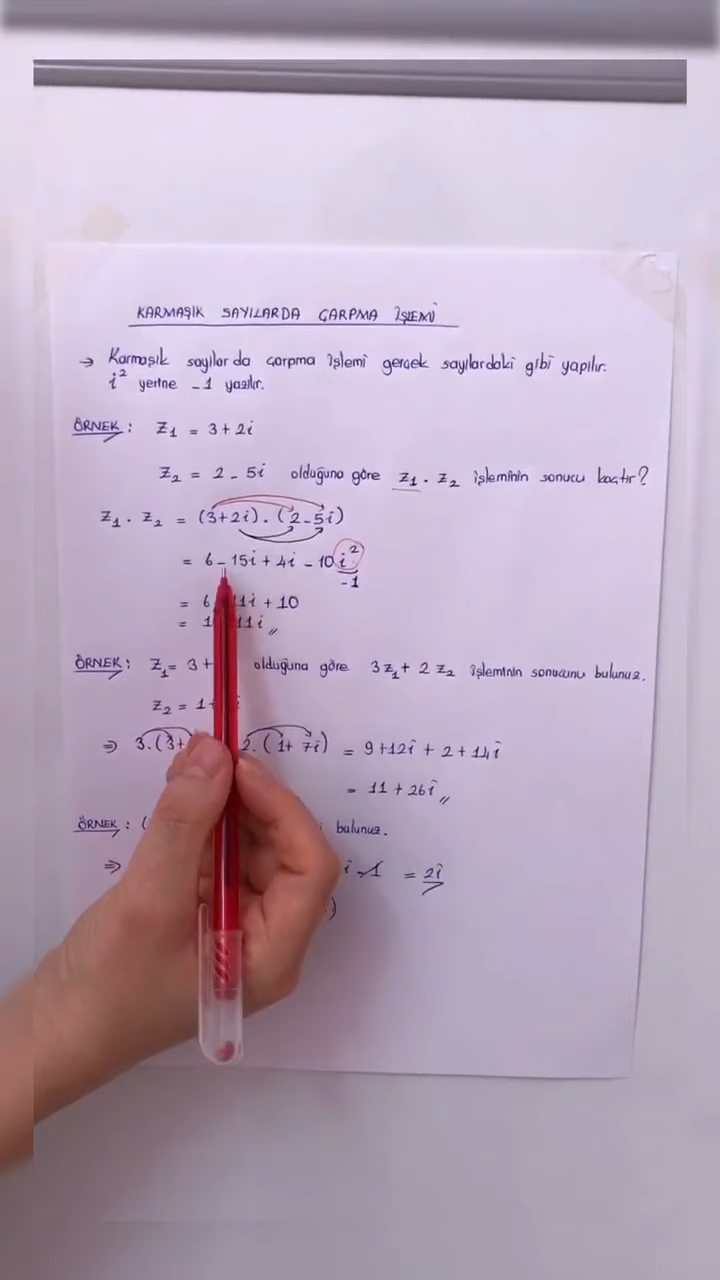 KARMAŞIK SAYILARDA ÇARPMA İŞLEMİ
→ Karmaşık sayılarda çarpma işlemi gerçek sayılardaki gibi yapılır.
i² yerine -1 yazılır.
ÖRNEK: z₁ = 3+2i
z₂ = 2-5i olduğuna göre z₁ . z₂ işleminin sonucu kaçtır?
z₁ . z₂ = (3+2i) . (2-5i)
= 6-15i+4i-10i²
-1
= 6 11i + 10
= 1 11i //
ÖRNEK: z₁= 3+ olduğuna göre 3z₁ + 2z₂ işleminin sonucunu bulunuz.
z₂ = 1+
⇒ 3.(3+ 2.(1+7i) = 9+12i + 2+14i
= 11+26i //
ÖRNEK: ( bulunuz.
⇒ i -1 = 2i
)